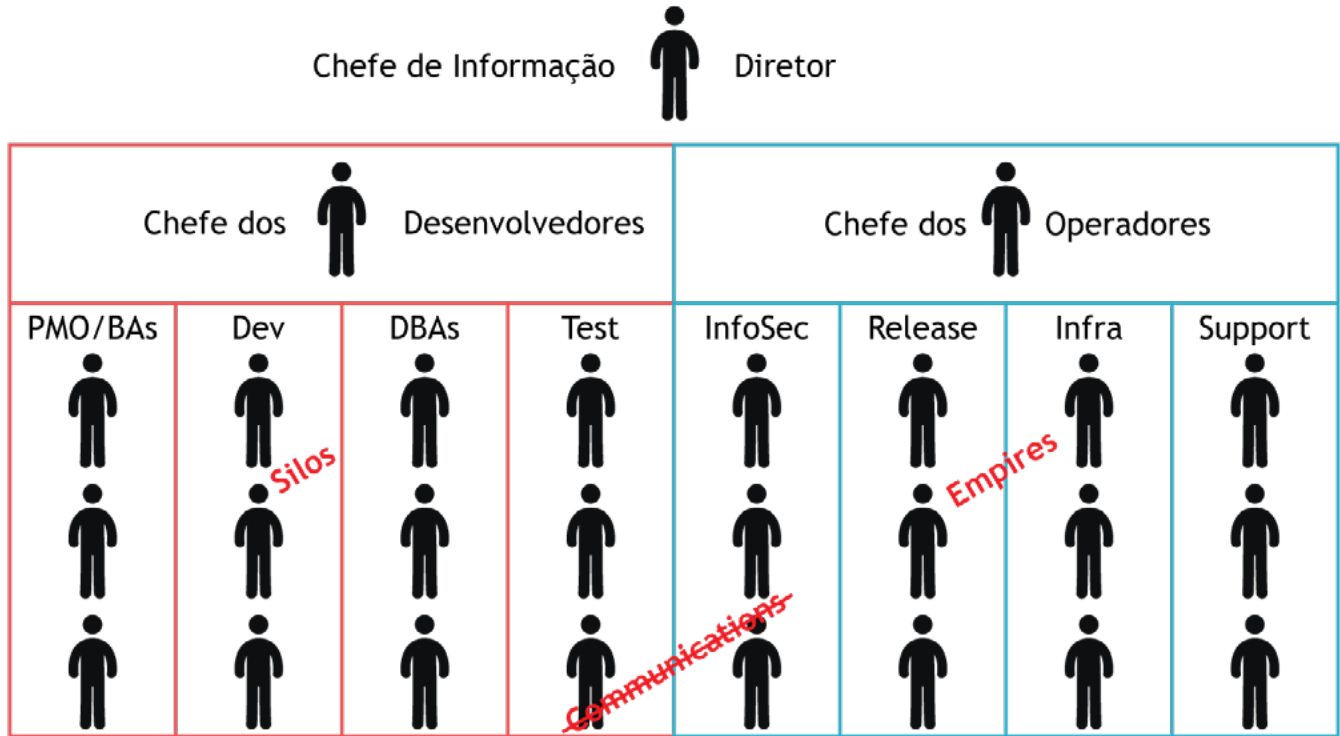 Chefe de Informação Diretor
Chefe dos Desenvolvedores
Chefe dos Operadores
PMO/BAs
Dev
DBAs
Test
InfoSec
Release
Infra
Support
Silos
Empires
Communications